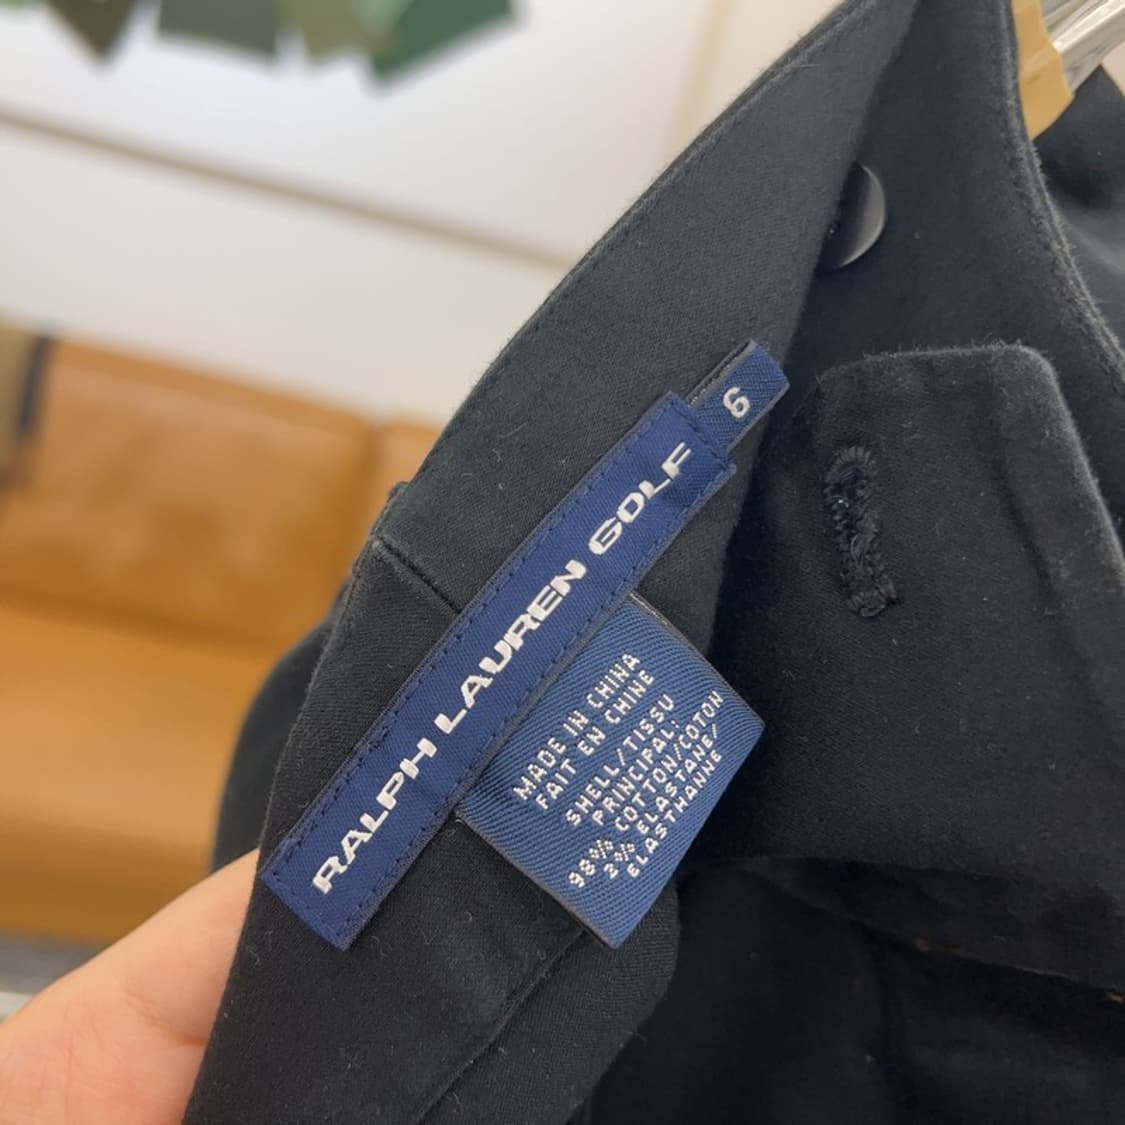 6
RALPH LAUREN GOLF
MADE IN CHINA
FAIT EN CHINE
SHELL/TISSU
PRINCIPAL:
98% COTTON/COTON
2% ELASTANE/
ELASTHANNE